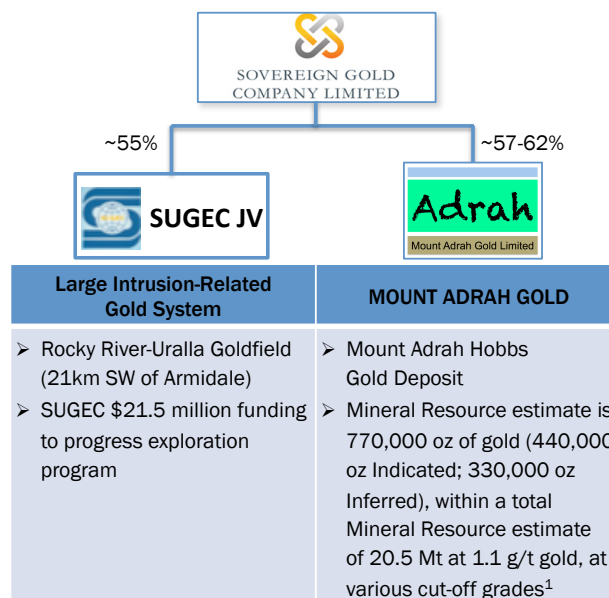 SOVEREIGN GOLD
COMPANY LIMITED
~55%
~57-62%
SUGEC JV
Adrah
Mount Adrah Gold Limited
Large Intrusion-Related
Gold System
MOUNT ADRAH GOLD
➢ Rocky River-Uralla Goldfield
(21km SW of Armidale)
➢ SUGEC $21.5 million funding
to progress exploration
program
➢ Mount Adrah Hobbs
Gold Deposit
➢ Mineral Resource estimate is
770,000 oz of gold (440,000
oz Indicated; 330,000 oz
Inferred), within a total
Mineral Resource estimate
of 20.5 Mt at 1.1 g/t gold, at
various cut-off grades¹